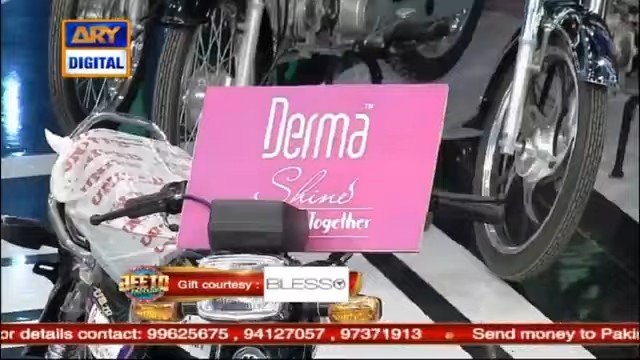 ARY
DIGITAL
Derma™
Shine
Together
JEETO
Gift courtesy : BLESSO
or details contact: 99625675 , 94127057 , 97371913 • Send money to Paki